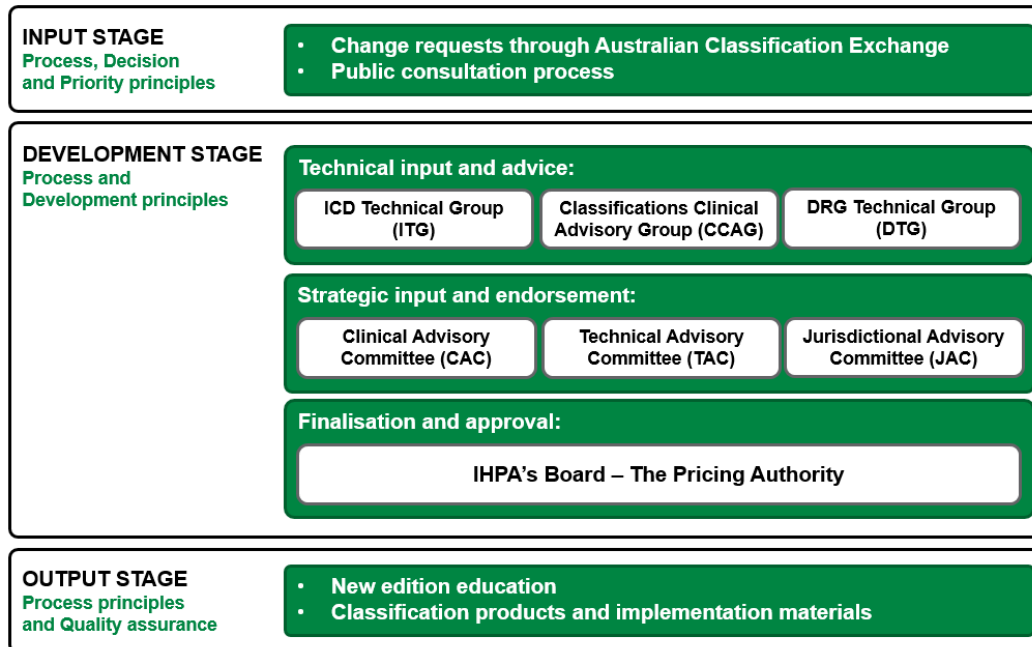 INPUT STAGE
Process, Decision
and Priority principles
• Change requests through Australian Classification Exchange
• Public consultation process
DEVELOPMENT STAGE
Process and
Development principles
Technical input and advice:
ICD Technical Group
(ITG)
Classifications Clinical
Advisory Group (CCAG)
DRG Technical Group
(DTG)
Strategic input and endorsement:
Clinical Advisory
Committee (CAC)
Technical Advisory
Committee (TAC)
Jurisdictional Advisory
Committee (JAC)
Finalisation and approval:
IHPA’s Board – The Pricing Authority
OUTPUT STAGE
Process principles
and Quality assurance
• New edition education
• Classification products and implementation materials